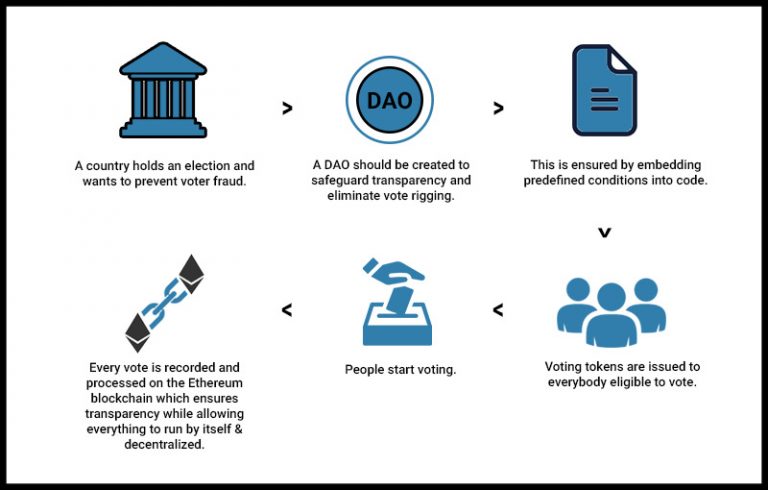 DAO
A country holds an election and
wants to prevent voter fraud.
A DAO should be created to
safeguard transparency and
eliminate vote rigging.
This is ensured by embedding
predefined conditions into code.
Voting tokens are issued to
everybody eligible to vote.
People start voting.
Every vote is recorded and
processed on the Ethereum
blockchain which ensures
transparency while allowing
everything to run by itself &
decentralized.